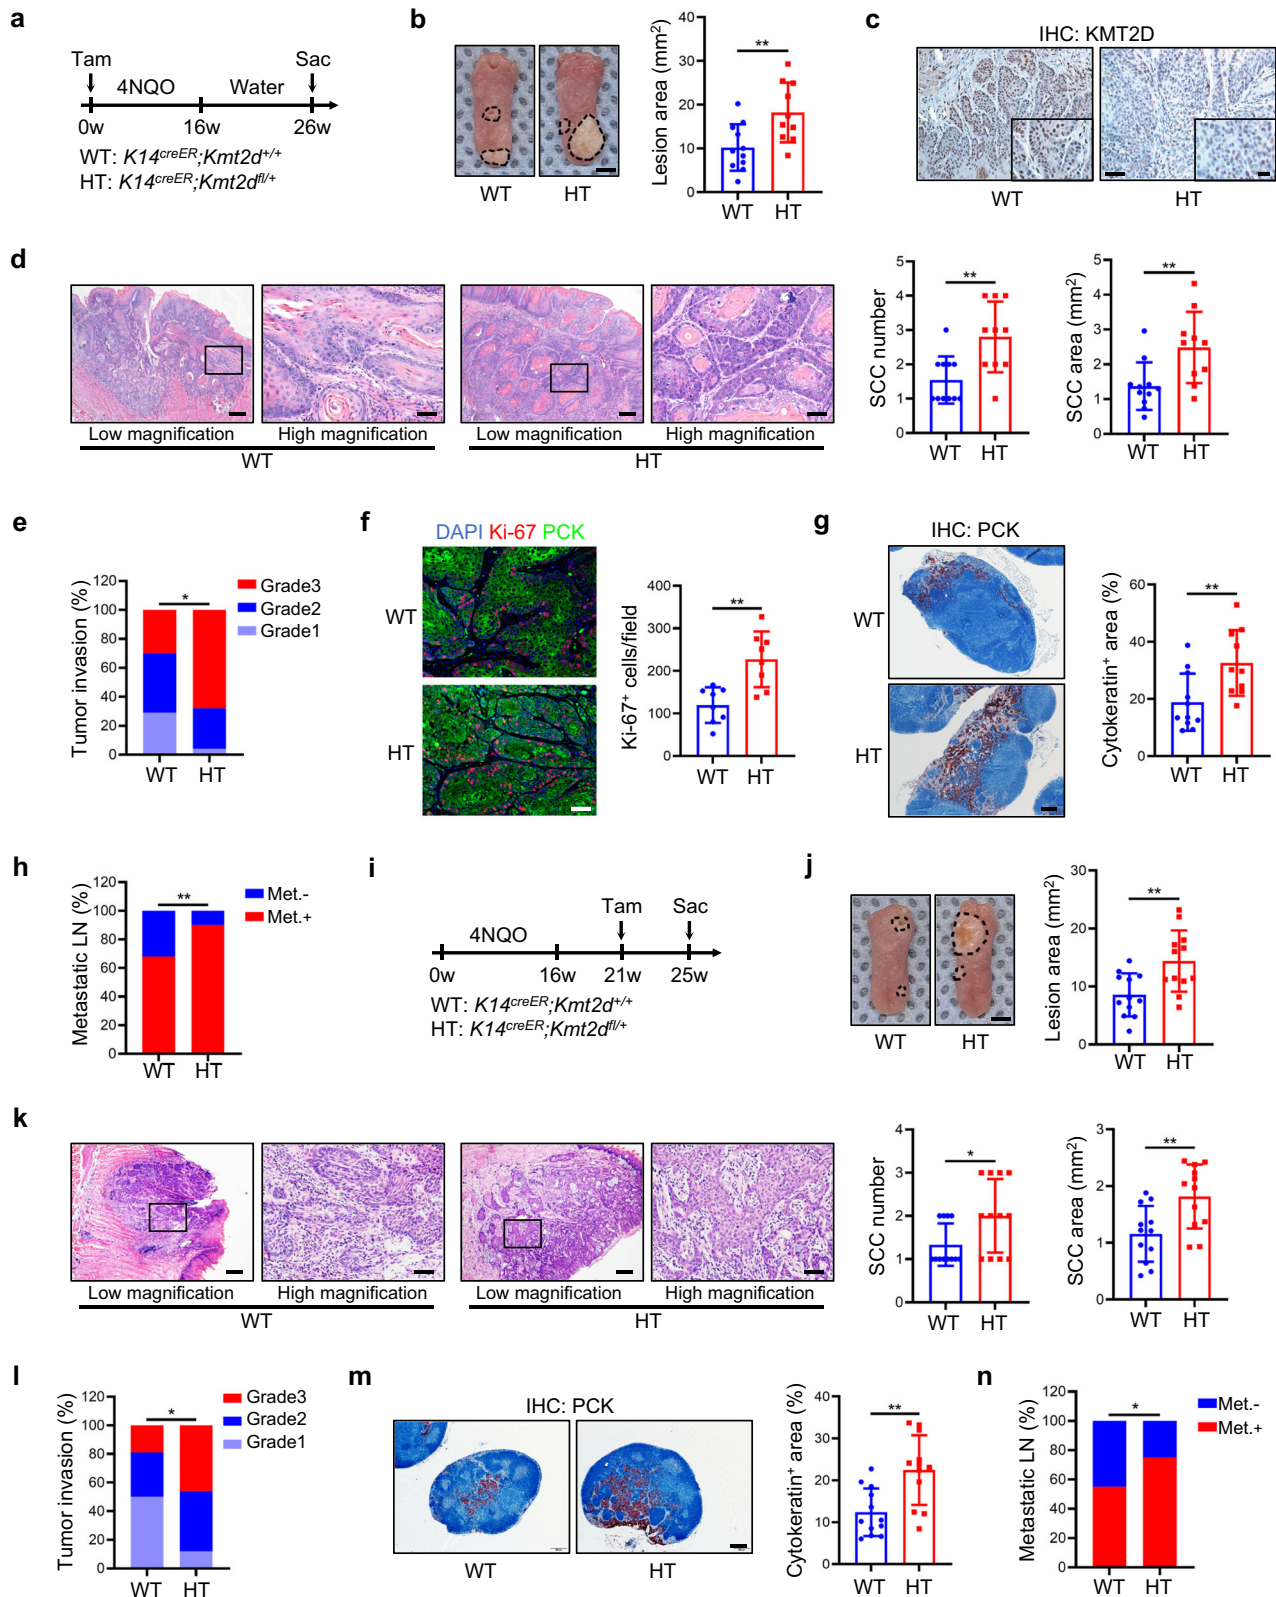 a
Tam
Sac
4NQO
Water
0w
16w
26w
WT: K14creER;Kmt2d+/+
HT: K14creER;Kmt2dfl/+
b
WT
HT
Lesion area (mm2)
40
30
20
10
0
**
WT
HT
c
IHC: KMT2D
WT
HT
d
Low magnification
High magnification
Low magnification
High magnification
WT
HT
SCC number
5
4
3
2
1
0
**
WT
HT
SCC area (mm2)
5
4
3
2
1
0
**
WT
HT
e
Tumor invasion (%)
120
100
80
60
40
20
0
*
WT
HT
Grade3
Grade2
Grade1
f
DAPI Ki-67 PCK
WT
HT
Ki-67+ cells/field
400
300
200
100
0
**
WT
HT
g
IHC: PCK
WT
HT
Cytokeratin+ area (%)
60
40
20
0
**
WT
HT
h
Metastatic LN (%)
120
100
80
60
40
20
0
**
WT
HT
Met.-
Met.+
i
Tam
Sac
4NQO
0w
16w
21w
25w
WT: K14creER;Kmt2d+/+
HT: K14creER;Kmt2dfl/+
j
WT
HT
Lesion area (mm2)
30
20
10
0
**
WT
HT
k
Low magnification
High magnification
Low magnification
High magnification
WT
HT
SCC number
4
3
2
1
0
*
WT
HT
SCC area (mm2)
3
2
1
0
**
WT
HT
l
Tumor invasion (%)
120
100
80
60
40
20
0
*
WT
HT
Grade3
Grade2
Grade1
m
IHC: PCK
WT
HT
Cytokeratin+ area (%)
40
30
20
10
0
**
WT
HT
n
Metastatic LN (%)
120
100
80
60
40
20
0
*
WT
HT
Met.-
Met.+